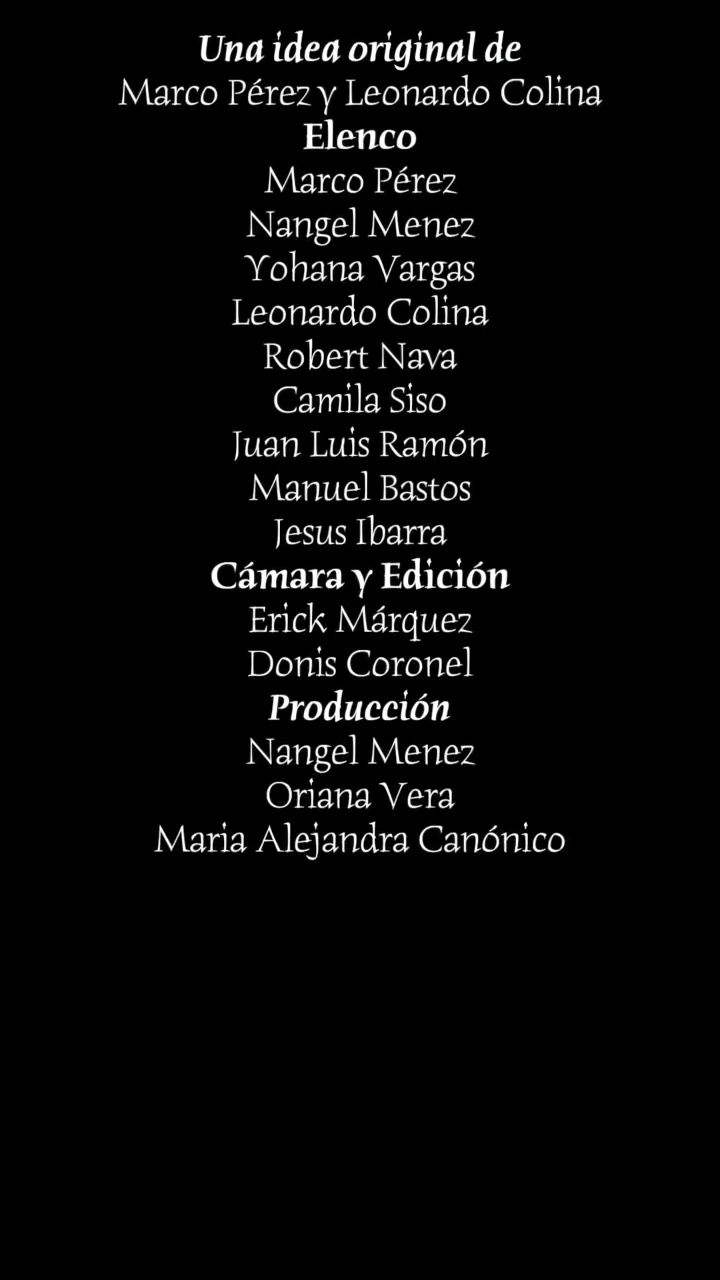 Una idea original de
Marco Pérez y Leonardo Colina
Elenco
Marco Pérez
Nangel Menez
Yohana Vargas
Leonardo Colina
Robert Nava
Camila Siso
Juan Luis Ramón
Manuel Bastos
Jesus Ibarra
Cámara y Edición
Erick Márquez
Donis Coronel
Producción
Nangel Menez
Oriana Vera
Maria Alejandra Canónico